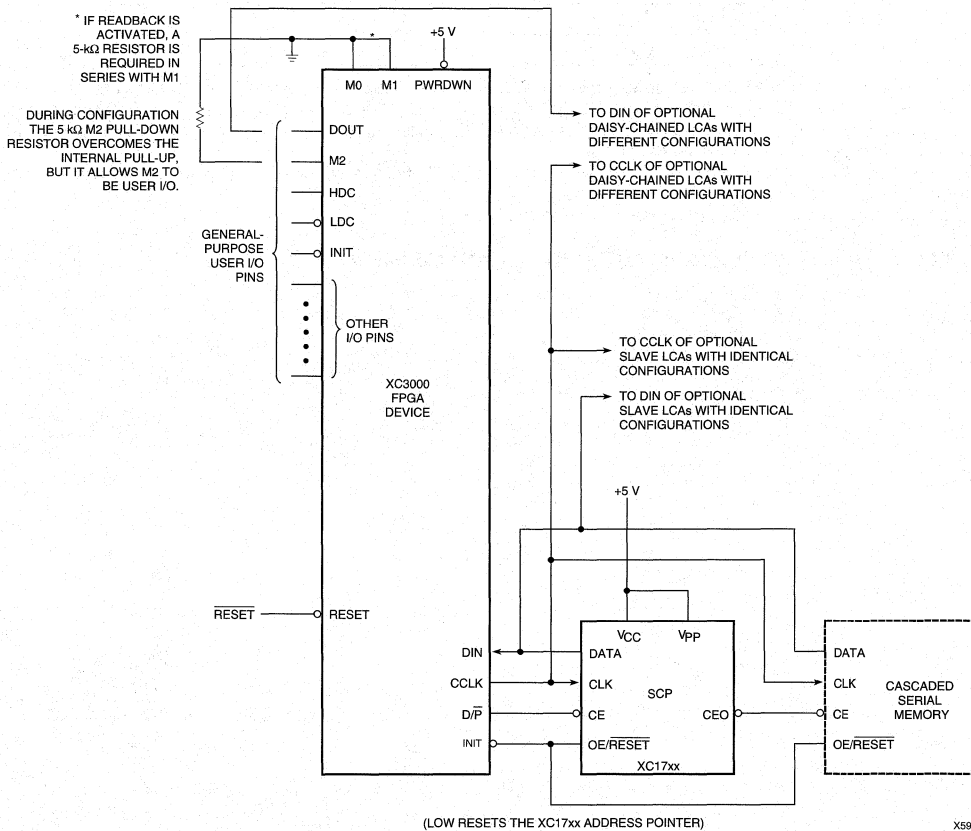 * IF READBACK IS
ACTIVATED, A
5-kΩ RESISTOR IS
REQUIRED IN
SERIES WITH M1
*
+5 V
M0 M1 PWRDWN
DURING CONFIGURATION
THE 5 kΩ M2 PULL-DOWN
RESISTOR OVERCOMES THE
INTERNAL PULL-UP,
BUT IT ALLOWS M2 TO
BE USER I/O.
DOUT
M2
HDC
LDC
INIT
GENERAL-
PURPOSE
USER I/O
PINS
OTHER
I/O PINS
XC3000
FPGA
DEVICE
TO DIN OF OPTIONAL
DAISY-CHAINED LCAs WITH
DIFFERENT CONFIGURATIONS
TO CCLK OF OPTIONAL
DAISY-CHAINED LCAs WITH
DIFFERENT CONFIGURATIONS
TO CCLK OF OPTIONAL
SLAVE LCAs WITH IDENTICAL
CONFIGURATIONS
TO DIN OF OPTIONAL
SLAVE LCAs WITH IDENTICAL
CONFIGURATIONS
+5 V
RESET
RESET
DIN
CCLK
D/P
INIT
VCC VPP
DATA
CLK
SCP
CE
CEO
OE/RESET
XC17xx
DATA
CLK
CE
OE/RESET
CASCADED
SERIAL
MEMORY
(LOW RESETS THE XC17xx ADDRESS POINTER)
X59